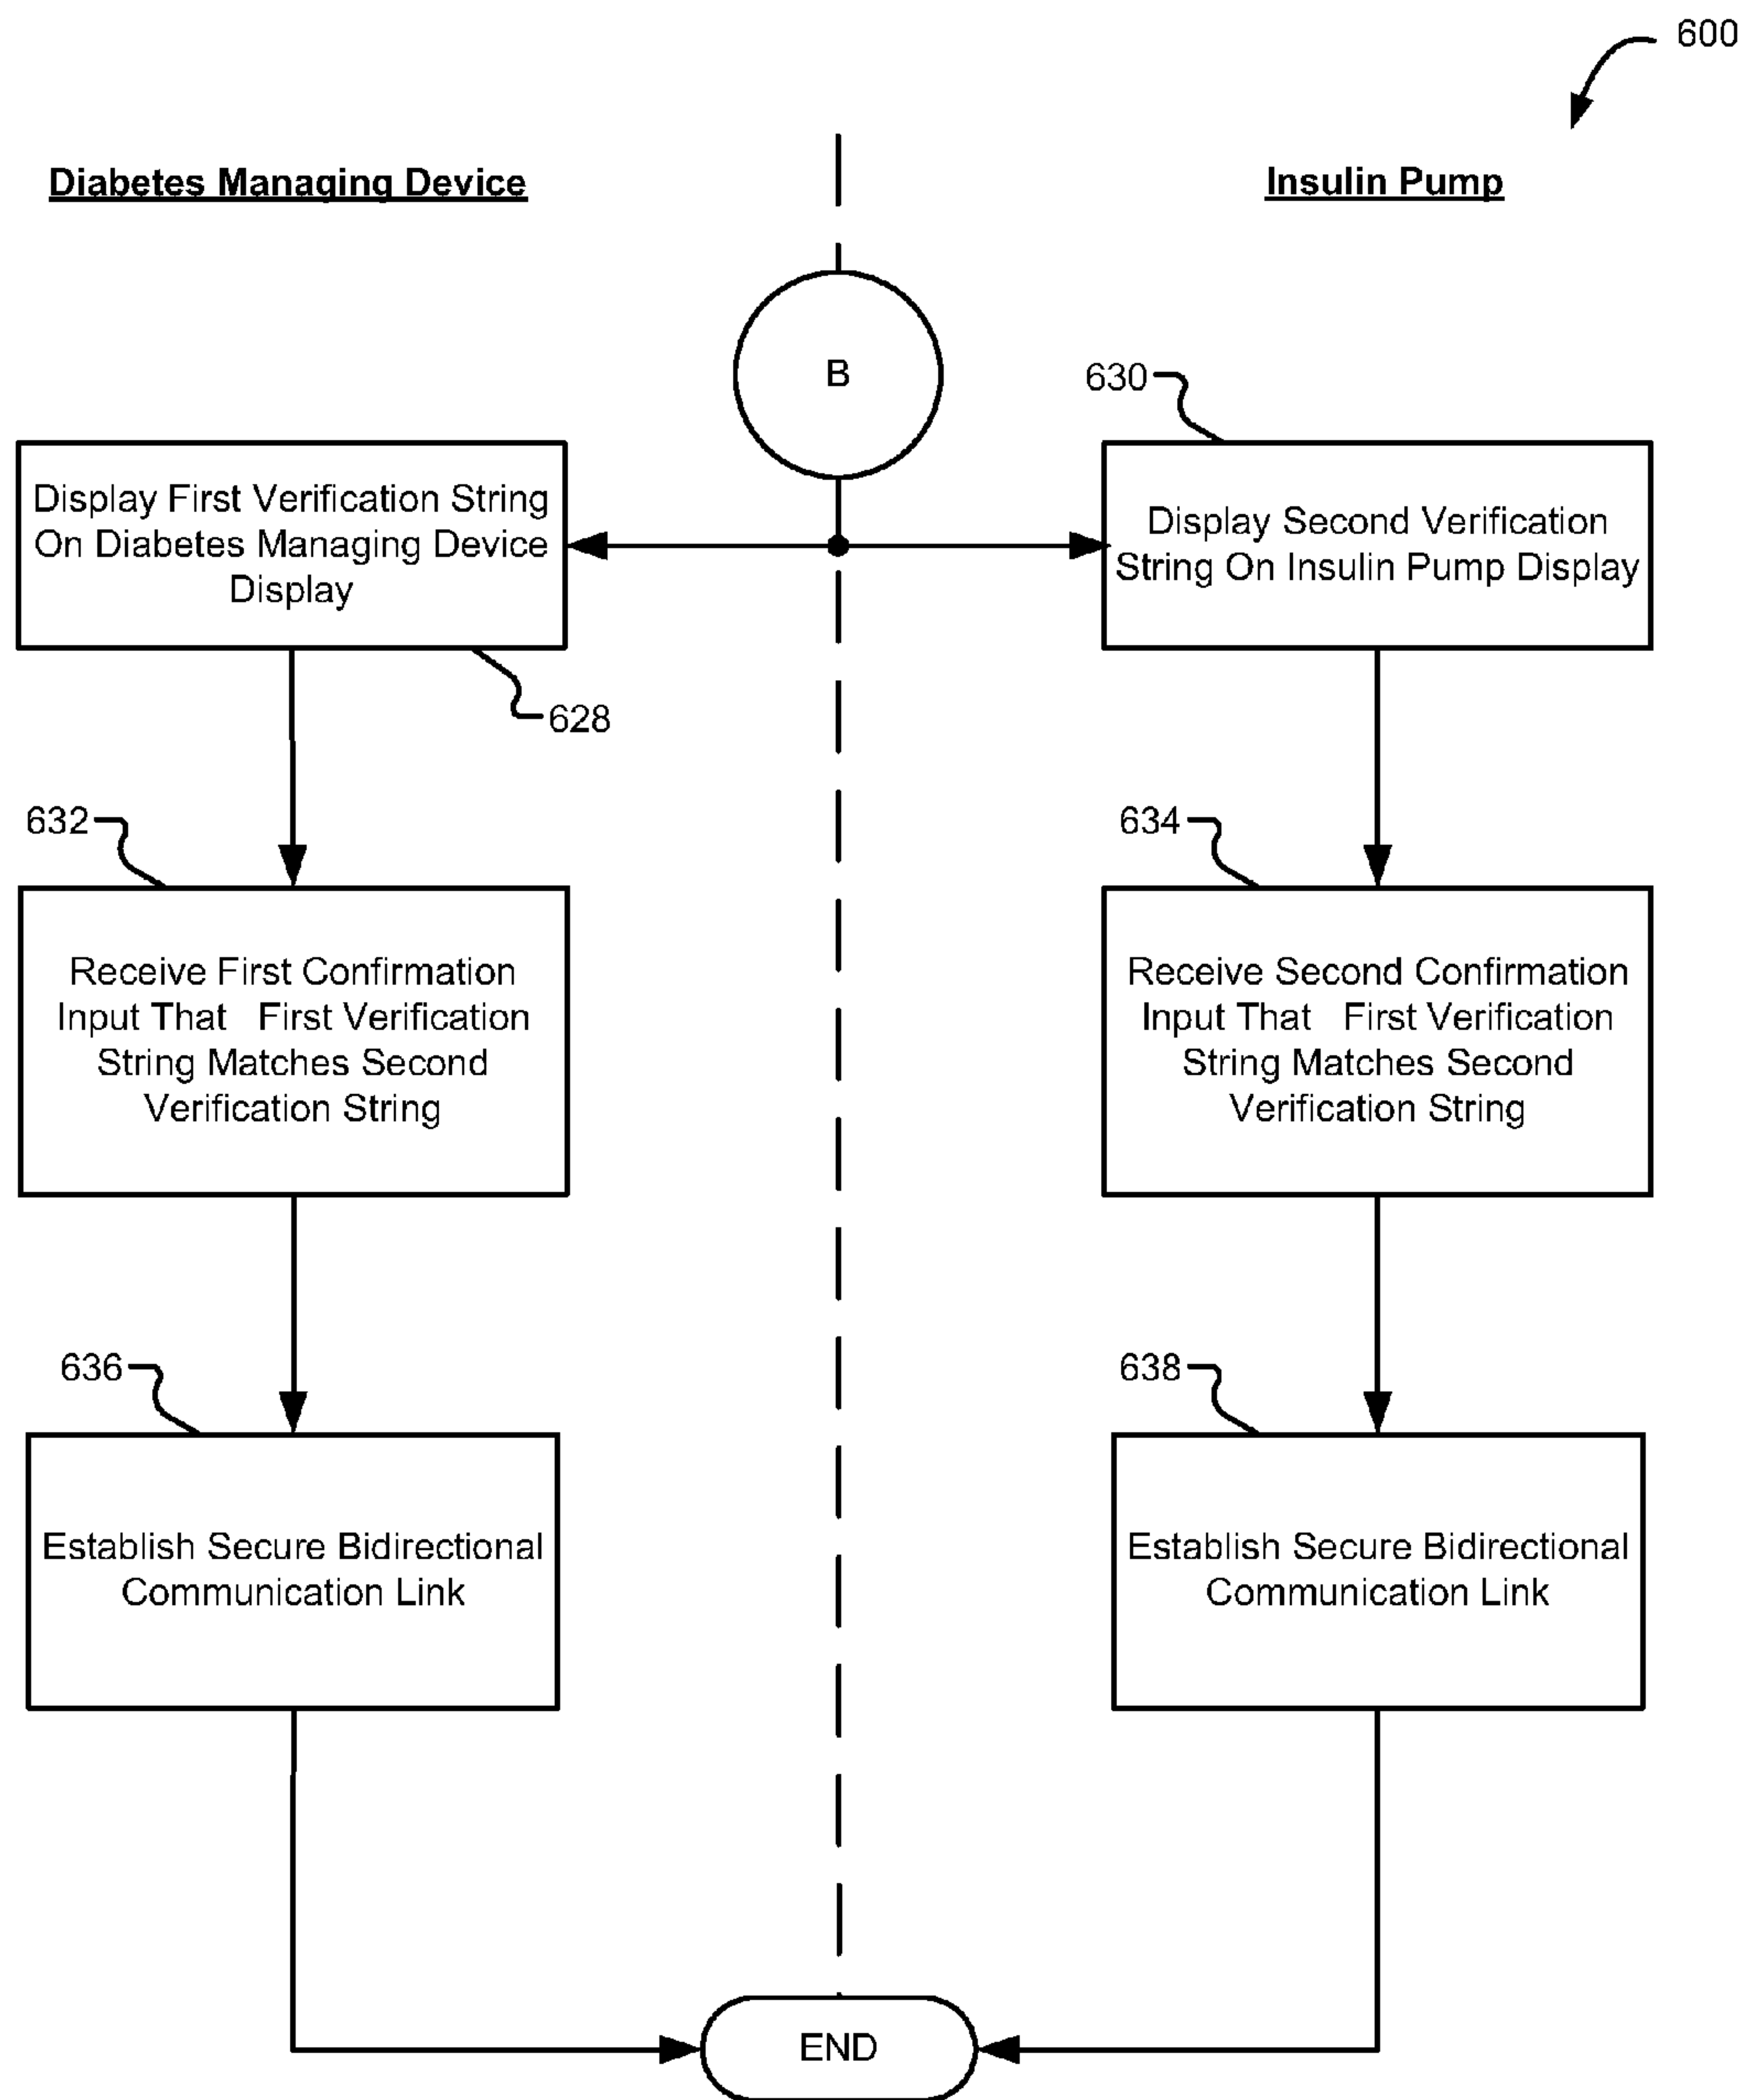 600
Diabetes Managing Device
Insulin Pump
B
630
Display First Verification String
On Diabetes Managing Device
Display
Display Second Verification
String On Insulin Pump Display
628
632
634
Receive First Confirmation
Input That First Verification
String Matches Second
Verification String
Receive Second Confirmation
Input That First Verification
String Matches Second
Verification String
636
638
Establish Secure Bidirectional
Communication Link
Establish Secure Bidirectional
Communication Link
END